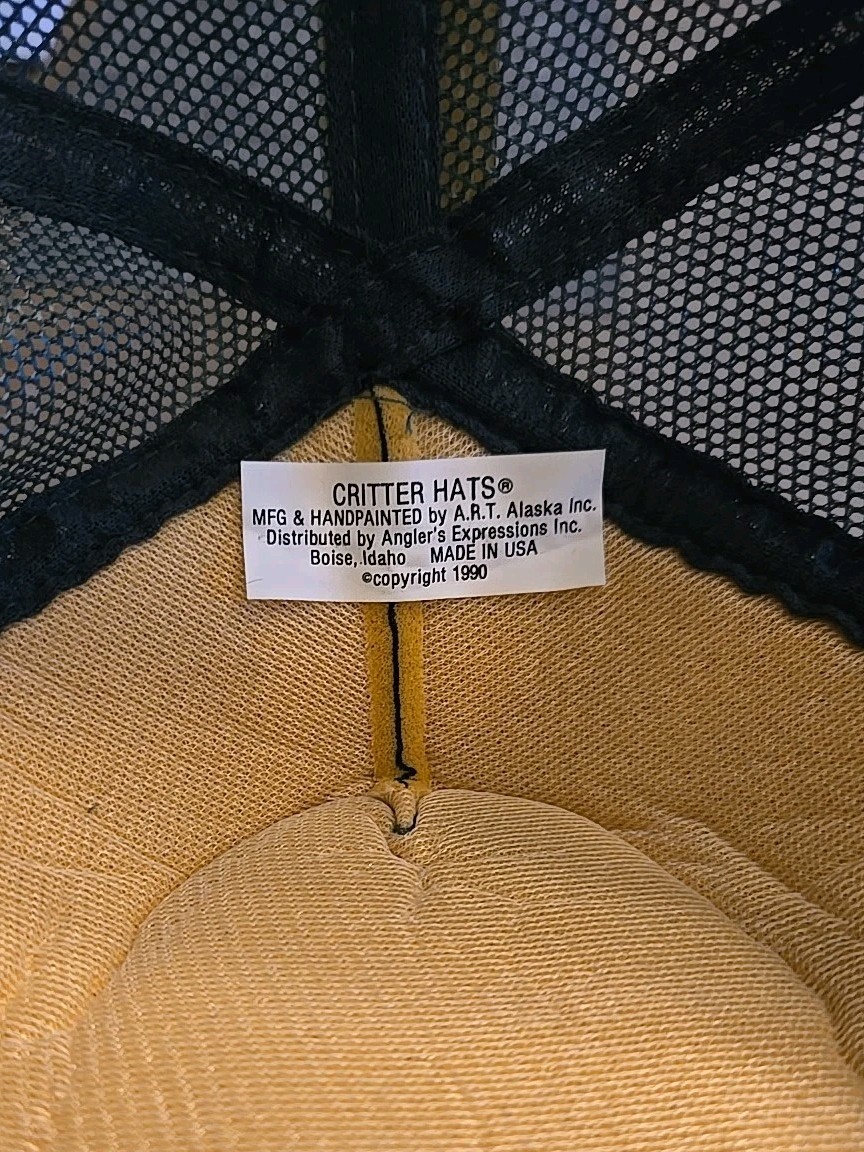 CRITTER HATS®
MFG & HANDPAINTED by A.R.T. Alaska Inc.
Distributed by Angler's Expressions Inc.
Boise, Idaho MADE IN USA
©copyright 1990